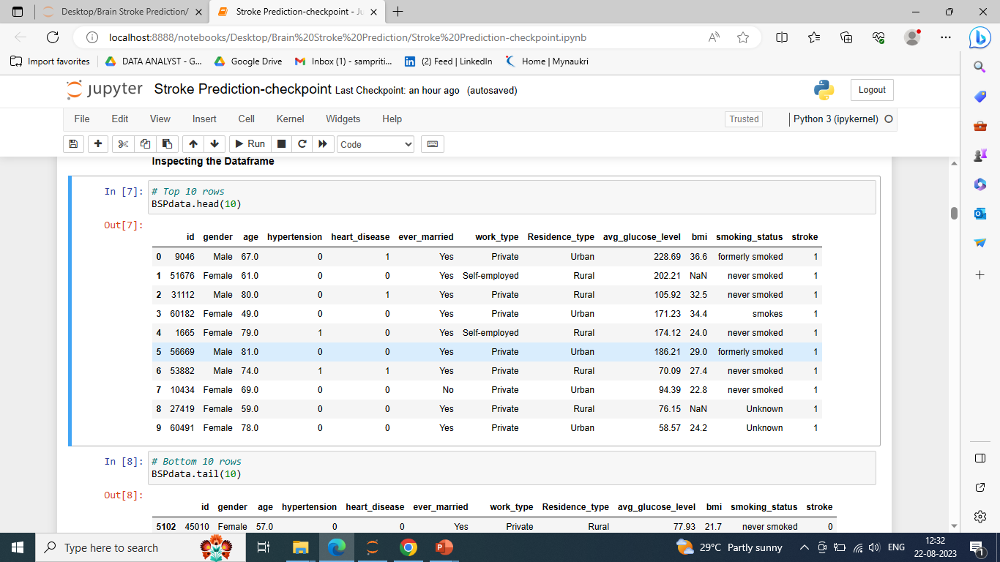 Desktop/Brain Stroke Prediction/
Stroke Prediction-checkpoint - Ju
localhost:8888/notebooks/Desktop/Brain%20Stroke%20Prediction/Stroke%20Prediction-checkpoint.ipynb
Import favorites DATA ANALYST - G... Google Drive Inbox (1) - sampriti... (2) Feed | LinkedIn Home | Mynaukri
jupyter Stroke Prediction-checkpoint Last Checkpoint: an hour ago (autosaved) Logout
File Edit View Insert Cell Kernel Widgets Help Trusted Python 3 (ipykernel)
Run Code
Inspecting the Dataframe
In [7]: # Top 10 rows
BSPdata.head(10)
Out[7]:
id gender age hypertension heart_disease ever_married work_type Residence_type avg_glucose_level bmi smoking_status stroke
0 9046 Male 67.0 0 1 Yes Private Urban 228.69 36.6 formerly smoked 1
1 51676 Female 61.0 0 0 Yes Self-employed Rural 202.21 NaN never smoked 1
2 31112 Male 80.0 0 1 Yes Private Rural 105.92 32.5 never smoked 1
3 60182 Female 49.0 0 0 Yes Private Urban 171.23 34.4 smokes 1
4 1665 Female 79.0 1 0 Yes Self-employed Rural 174.12 24.0 never smoked 1
5 56669 Male 81.0 0 0 Yes Private Urban 186.21 29.0 formerly smoked 1
6 53882 Male 74.0 1 1 Yes Private Rural 70.09 27.4 never smoked 1
7 10434 Female 69.0 0 0 No Private Urban 94.39 22.8 never smoked 1
8 27419 Female 59.0 0 0 Yes Private Rural 76.15 NaN Unknown 1
9 60491 Female 78.0 0 0 Yes Private Urban 58.57 24.2 Unknown 1
In [8]: # Bottom 10 rows
BSPdata.tail(10)
Out[8]:
id gender age hypertension heart_disease ever_married work_type Residence_type avg_glucose_level bmi smoking_status stroke
5102 45010 Female 57.0 0 0 Yes Private Rural 77.93 21.7 never smoked 0
Type here to search 29°C Partly sunny ENG 12:32
22-08-2023 1